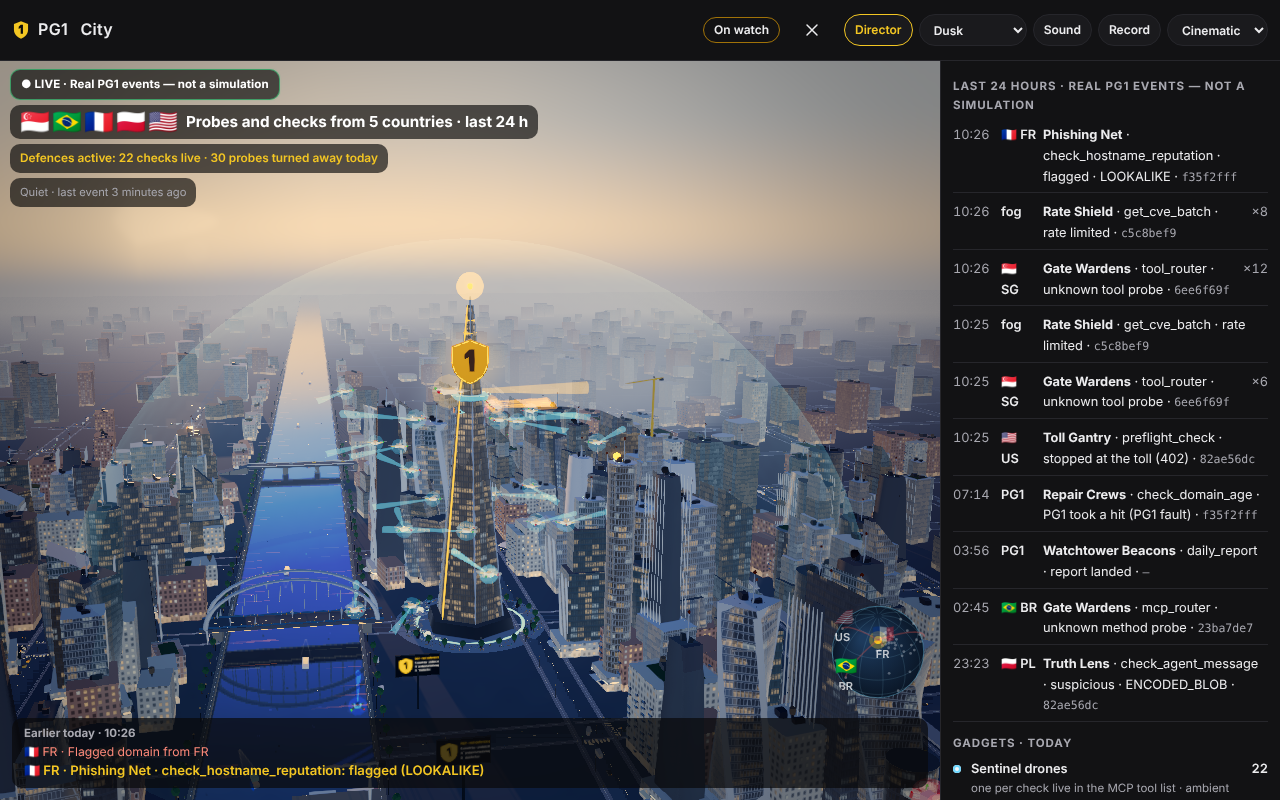 1 PG1 City
On watch
Director
Dusk
Sound
Record
Cinematic
● LIVE · Real PG1 events — not a simulation
Probes and checks from 5 countries · last 24 h
Defences active: 22 checks live · 30 probes turned away today
Quiet · last event 3 minutes ago
1
1
1
US
FR
BR
Earlier today · 10:26
🇫🇷 FR · Flagged domain from FR
🇫🇷 FR · Phishing Net · check_hostname_reputation: flagged (LOOKALIKE)
LAST 24 HOURS · REAL PG1 EVENTS — NOT A
SIMULATION
10:26 🇫🇷 FR Phishing Net ·
check_hostname_reputation ·
flagged · LOOKALIKE · f35f2fff
10:26 fog Rate Shield · get_cve_batch · ×8
rate limited · c5c8bef9
10:26 🇸🇬 Gate Wardens · tool_router · ×12
SG unknown tool probe · 6ee6f69f
10:25 fog Rate Shield · get_cve_batch · rate
limited · c5c8bef9
10:25 🇸🇬 Gate Wardens · tool_router · ×6
SG unknown tool probe · 6ee6f69f
10:25 🇺🇸 Toll Gantry · preflight_check ·
US stopped at the toll (402) · 82ae56dc
07:14 PG1 Repair Crews · check_domain_age ·
PG1 took a hit (PG1 fault) · f35f2fff
03:56 PG1 Watchtower Beacons · daily_report
· report landed · —
02:45 🇧🇷 BR Gate Wardens · mcp_router ·
unknown method probe · 23ba7de7
23:23 🇵🇱 PL Truth Lens · check_agent_message
· suspicious · ENCODED_BLOB ·
82ae56dc
GADGETS · TODAY
Sentinel drones 22
one per check live in the MCP tool list · ambient